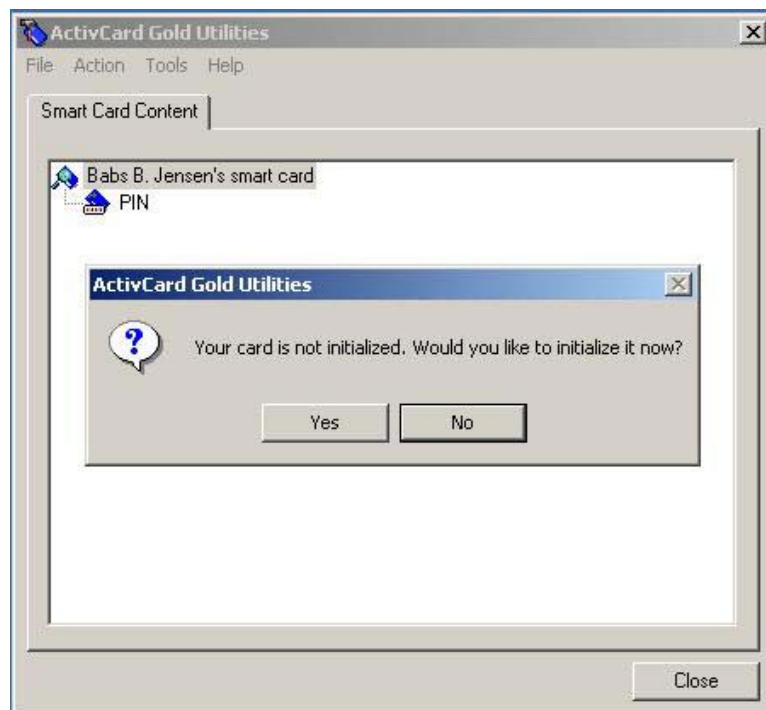 ActivCard Gold Utilities
File Action Tools Help
Smart Card Content
Babs B. Jensen's smart card
PIN
ActivCard Gold Utilities
?
Your card is not initialized. Would you like to initialize it now?
Yes No
Close